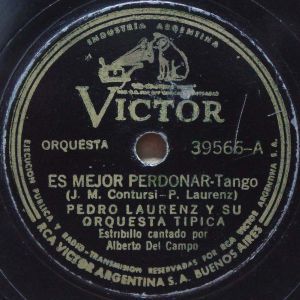 INDUSTRIA ARGENTINA
VICTOR
ORQUESTA 39566-A
ES MEJOR PERDONAR-Tango
(J. M. Contursi-P. Laurenz)
PEDRO LAURENZ Y SU
ORQUESTA TIPICA
Estribillo cantado por
Alberto Del Campo
EJECUCION PUBLICA Y RADIO-TRANSMISION RESERVADAS POR RCA VICTOR ARGENTINA S.A.
RCA VICTOR ARGENTINA S.A. BUENOS AIRES